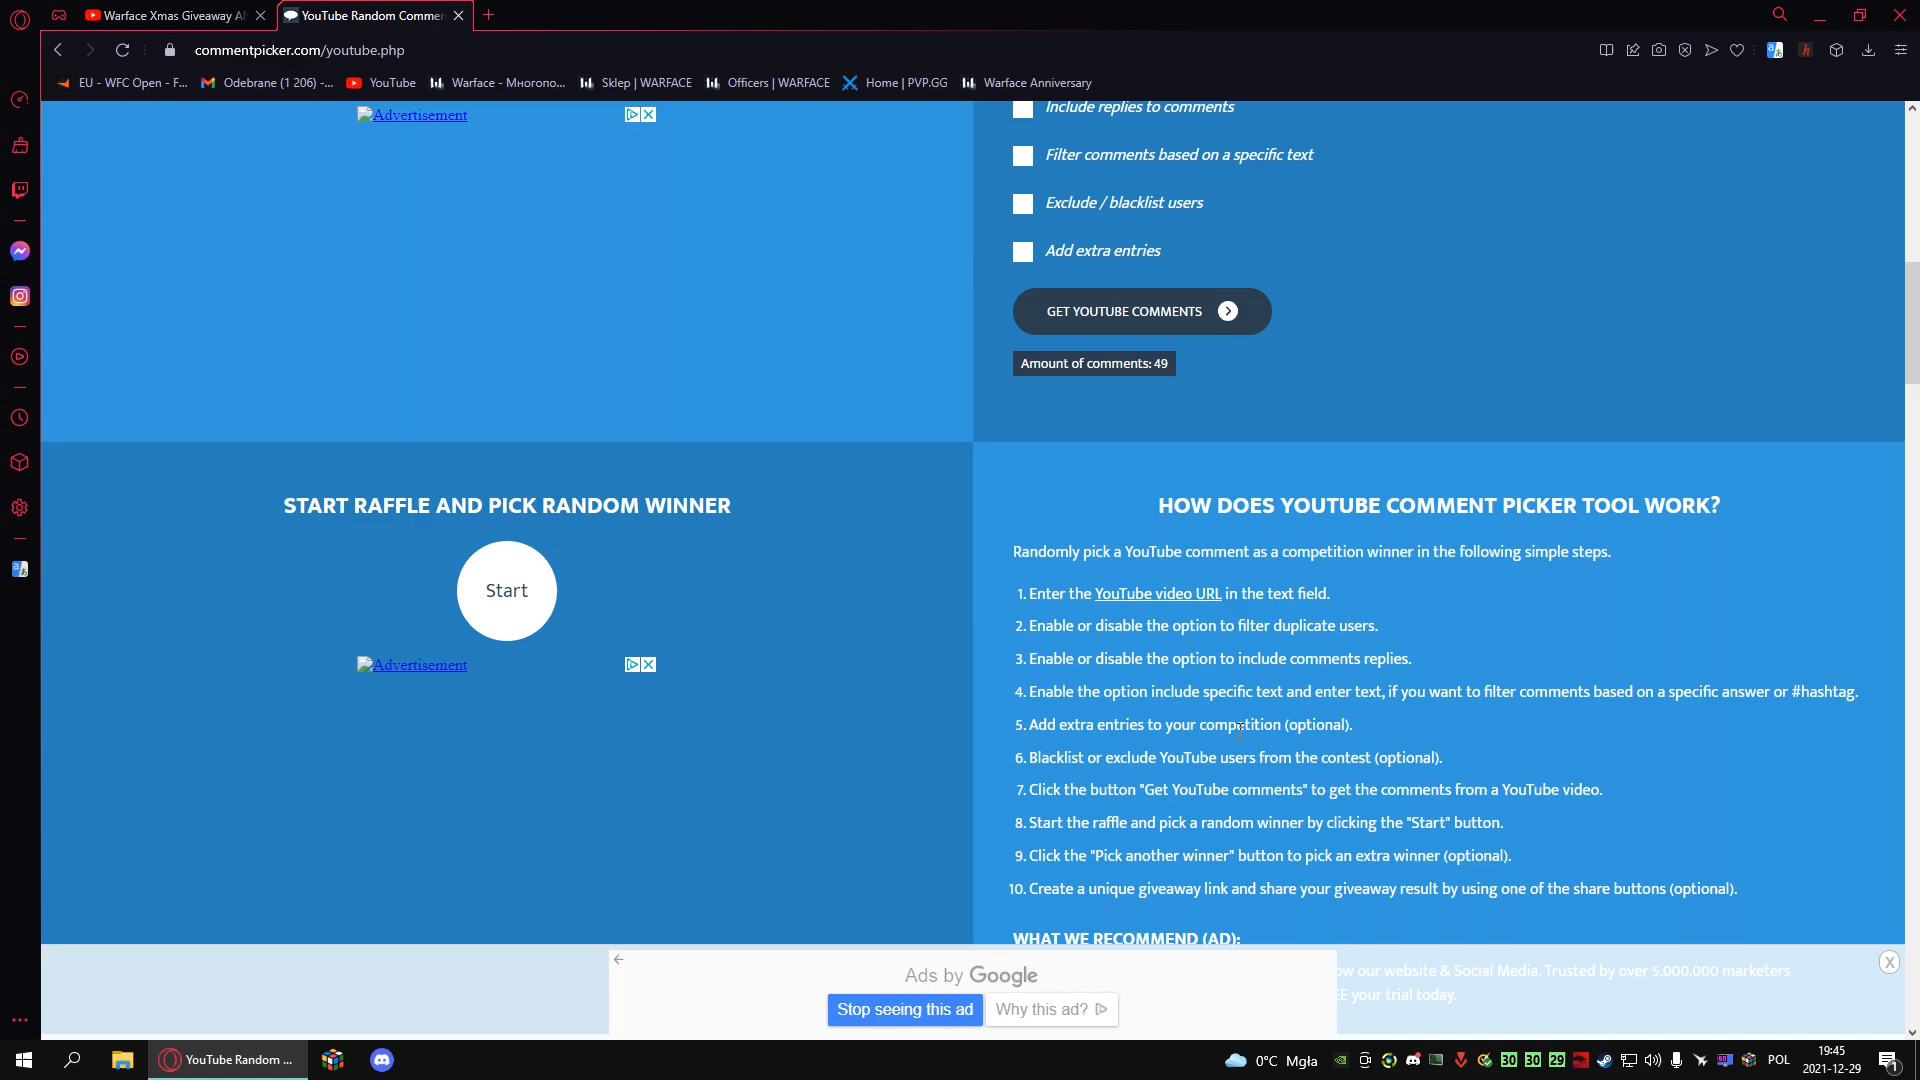 Warface Xmas Giveaway AN
YouTube Random Commen
commentpicker.com/youtube.php
EU - WFC Open - F...
Odebrane (1 206) -...
YouTube
Warface - Многопо...
Sklep | WARFACE
Officers | WARFACE
Home | PVP.GG
Warface Anniversary
Advertisement
Include replies to comments
Filter comments based on a specific text
Exclude / blacklist users
Add extra entries
GET YOUTUBE COMMENTS
Amount of comments: 49
START RAFFLE AND PICK RANDOM WINNER
Start
Advertisement
HOW DOES YOUTUBE COMMENT PICKER TOOL WORK?
Randomly pick a YouTube comment as a competition winner in the following simple steps.
1. Enter the YouTube video URL in the text field.
2. Enable or disable the option to filter duplicate users.
3. Enable or disable the option to include comments replies.
4. Enable the option include specific text and enter text, if you want to filter comments based on a specific answer or #hashtag.
5. Add extra entries to your competition (optional).
6. Blacklist or exclude YouTube users from the contest (optional).
7. Click the button "Get YouTube comments" to get the comments from a YouTube video.
8. Start the raffle and pick a random winner by clicking the "Start" button.
9. Click the "Pick another winner" button to pick an extra winner (optional).
10. Create a unique giveaway link and share your giveaway result by using one of the share buttons (optional).
WHAT WE RECOMMEND (AD):
ow our website & Social Media. Trusted by over 5.000.000 marketers
EE your trial today.
X
Ads by Google
Stop seeing this ad
Why this ad?
YouTube Random ...
0°C Mgła
30 30 29
POL
19:45
2021-12-29
1